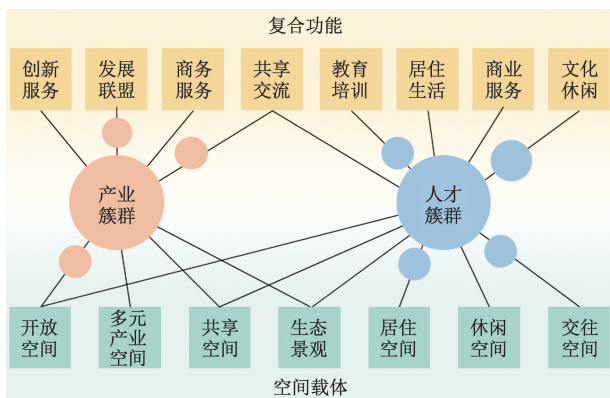 复合功能
创新
服务
发展
联盟
商务
服务
共享
交流
教育
培训
居住
生活
商业
服务
文化
休闲
产业
簇群
人才
簇群
开放
空间
多元
产业
空间
共享
空间
生态
景观
居住
空间
休闲
空间
交往
空间
空间载体